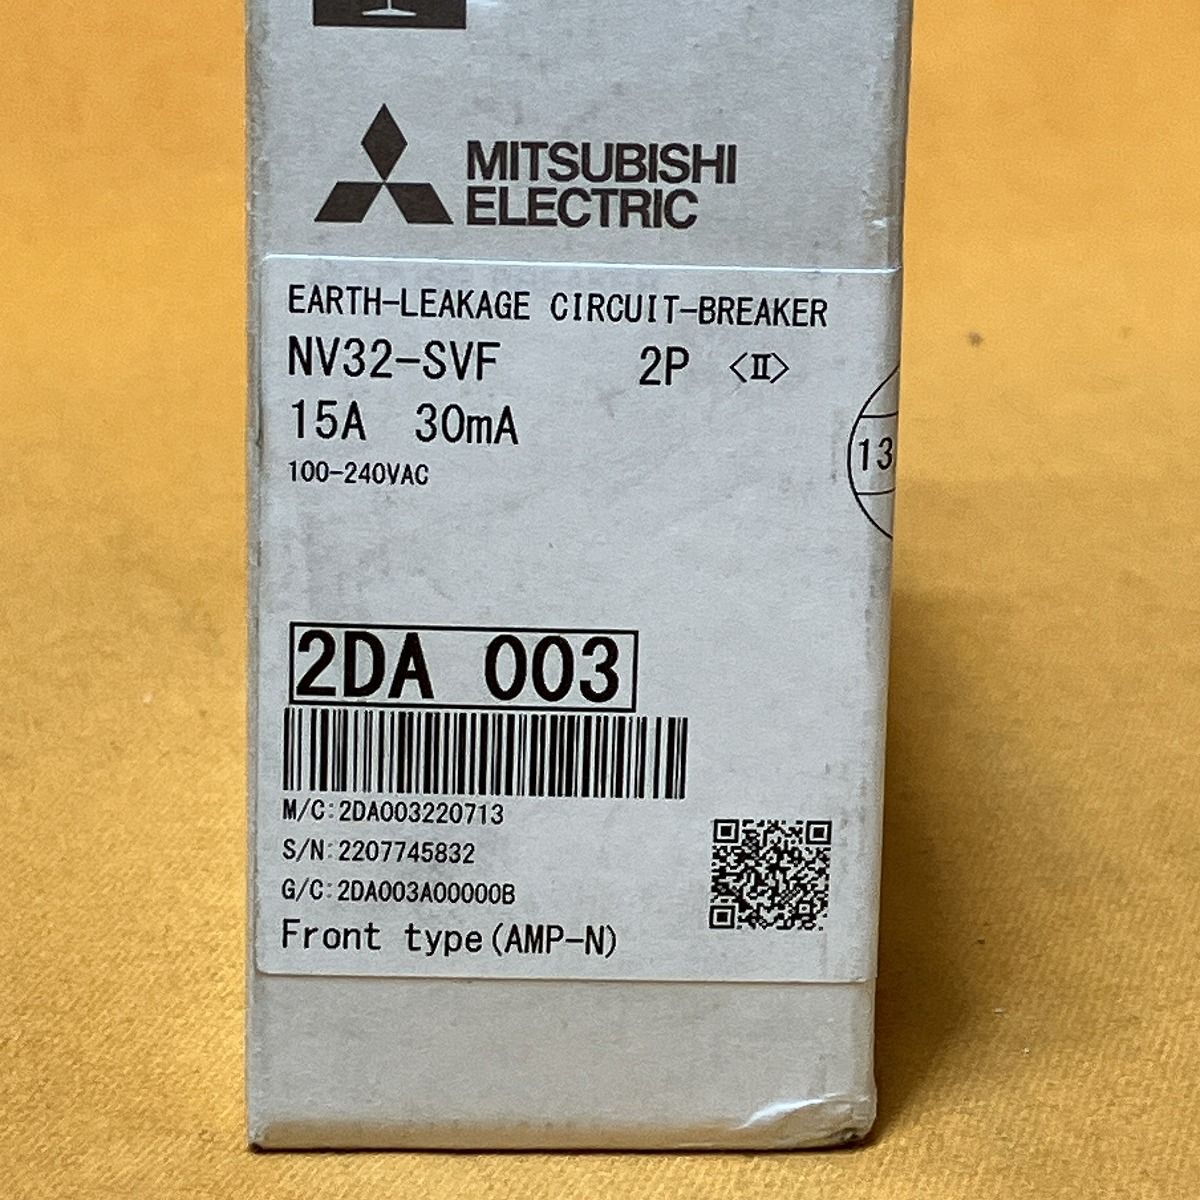 MITSUBISHI
ELECTRIC
EARTH-LEAKAGE CIRCUIT-BREAKER
NV32-SVF 2P <Ⅱ>
15A 30mA
100-240VAC
13
2DA 003
M/C:2DA003220713
S/N:2207745832
G/C:2DA003A00000B
Front type(AMP-N)